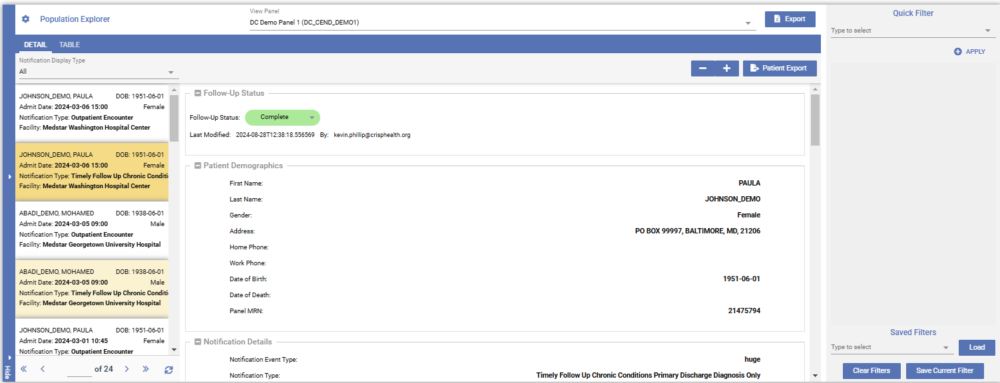 Population Explorer
View Panel
DC Demo Panel 1 (DC_CEND_DEMO1)
Export
DETAIL TABLE
Notification Display Type
All
Patient Export
JOHNSON_DEMO, PAULA DOB: 1951-06-01
Admit Date: 2024-03-06 15:00 Female
Notification Type: Outpatient Encounter
Facility: Medstar Washington Hospital Center
JOHNSON_DEMO, PAULA DOB: 1951-06-01
Admit Date: 2024-03-06 15:00 Female
Notification Type: Timely Follow Up Chronic Conditi
Facility: Medstar Washington Hospital Center
ABADI_DEMO, MOHAMED DOB: 1938-06-01
Admit Date: 2024-03-05 09:00 Male
Notification Type: Outpatient Encounter
Facility: Medstar Georgetown University Hospital
ABADI_DEMO, MOHAMED DOB: 1938-06-01
Admit Date: 2024-03-05 09:00 Male
Notification Type: Timely Follow Up Chronic Conditi
Facility: Medstar Georgetown University Hospital
JOHNSON_DEMO, PAULA DOB: 1951-06-01
Admit Date: 2024-03-01 10:45 Female
Notification Type: Outpatient Encounter
of 24
Hide
Follow-Up Status
Follow-Up Status: Complete
Last Modified: 2024-08-28T12:38:18.556569 By: kevin.phillip@crisphealth.org
Patient Demographics
First Name: PAULA
Last Name: JOHNSON_DEMO
Gender: Female
Address: PO BOX 99997, BALTIMORE, MD, 21206
Home Phone:
Work Phone:
Date of Birth: 1951-06-01
Date of Death:
Panel MRN: 21475794
Notification Details
Notification Event Type: huge
Notification Type: Timely Follow Up Chronic Conditions Primary Discharge Diagnosis Only
Quick Filter
Type to select
APPLY
Saved Filters
Type to select
Load
Clear Filters Save Current Filter